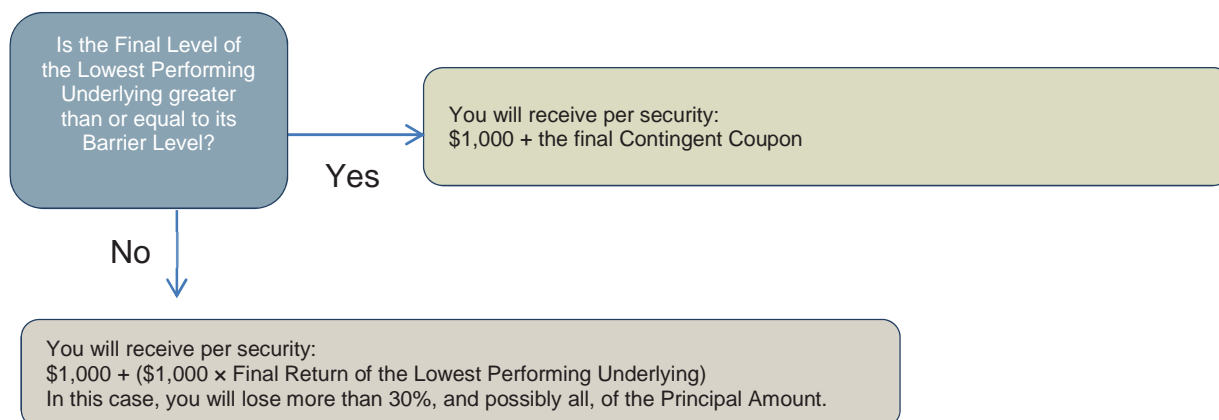 Is the Final Level of
the Lowest Performing
Underlying greater
than or equal to its
Barrier Level?
Yes
You will receive per security:
$1,000 + the final Contingent Coupon
No
You will receive per security:
$1,000 + ($1,000 × Final Return of the Lowest Performing Underlying)
In this case, you will lose more than 30%, and possibly all, of the Principal Amount.